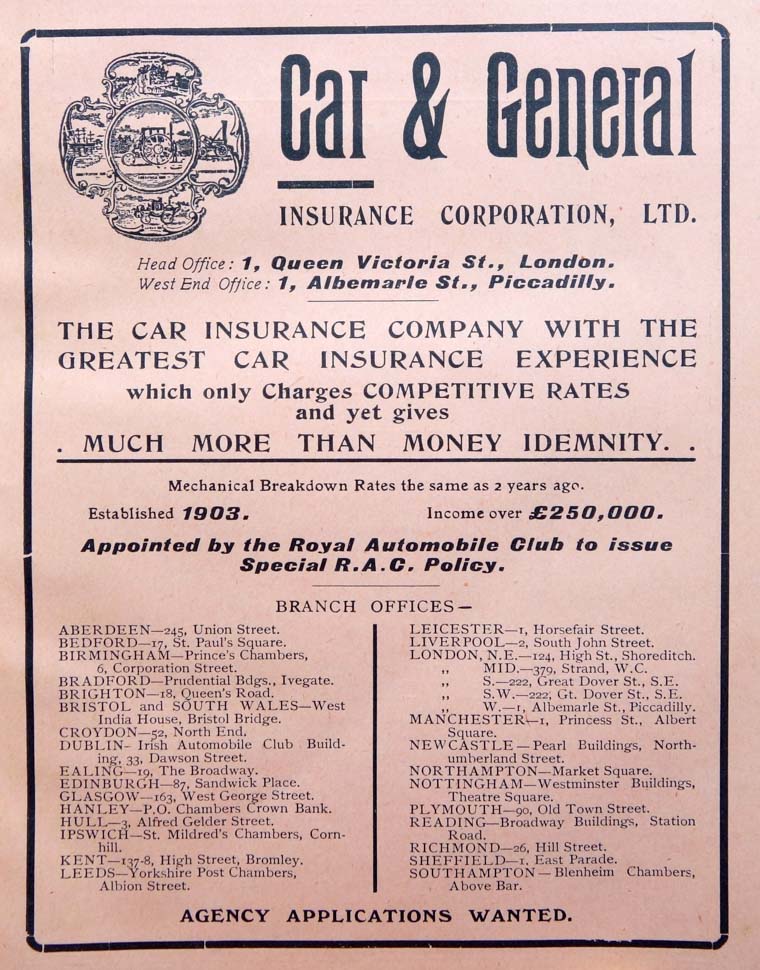 Car & General
INSURANCE CORPORATION, LTD.
Head Office: 1, Queen Victoria St., London.
West End Office: 1, Albemarle St., Piccadilly.
THE CAR INSURANCE COMPANY WITH THE
GREATEST CAR INSURANCE EXPERIENCE
which only Charges COMPETITIVE RATES
and yet gives
. MUCH MORE THAN MONEY IDEMNITY. .
Mechanical Breakdown Rates the same as 2 years ago.
Established 1903. Income over £250,000.
Appointed by the Royal Automobile Club to issue
Special R.A.C. Policy.
BRANCH OFFICES—
ABERDEEN—245, Union Street.
BEDFORD—17, St. Paul's Square.
BIRMINGHAM—Prince's Chambers,
6, Corporation Street.
BRADFORD—Prudential Bdgs., Ivegate.
BRIGHTON—18, Queen's Road.
BRISTOL and SOUTH WALES—West
India House, Bristol Bridge.
CROYDON—52, North End.
DUBLIN- Irish Automobile Club Build-
ing, 33, Dawson Street.
EALING—19, The Broadway.
EDINBURGH—87, Sandwick Place.
GLASGOW—163, West George Street.
HANLEY—P.O. Chambers Crown Bank.
HULL—3, Alfred Gelder Street.
IPSWICH—St. Mildred's Chambers, Corn-
hill.
KENT—137-8, High Street, Bromley.
LEEDS—Yorkshire Post Chambers,
Albion Street.
LEICESTER—1, Horsefair Street.
LIVERPOOL—2, South John Street.
LONDON, N.E.—124, High St., Shoreditch.
„ MID.—379, Strand, W.C.
„ S.—222, Great Dover St., S.E.
„ S.W.—222, Gt. Dover St., S.E.
„ W.—1, Albemarle St., Piccadilly.
MANCHESTER—1, Princess St., Albert
Square.
NEWCASTLE—Pearl Buildings, North-
umberland Street.
NORTHAMPTON—Market Square.
NOTTINGHAM—Westminster Buildings,
Theatre Square.
PLYMOUTH—90, Old Town Street.
READING—Broadway Buildings, Station
Road.
RICHMOND—26, Hill Street.
SHEFFIELD—1, East Parade.
SOUTHAMPTON—Blenheim Chambers,
Above Bar.
AGENCY APPLICATIONS WANTED.